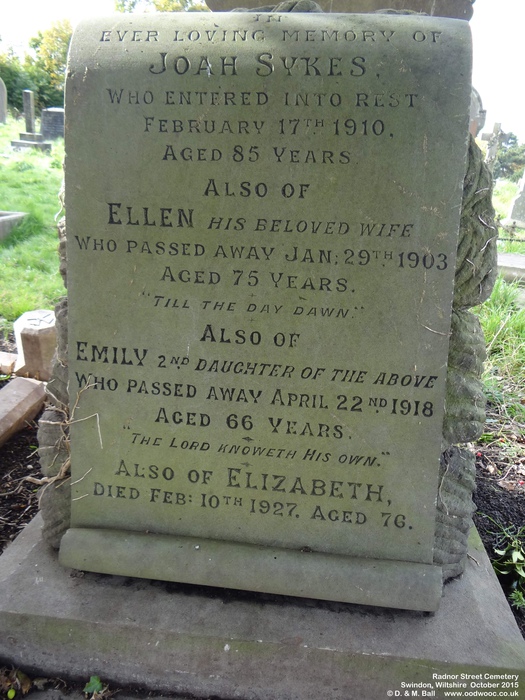 IN
EVER LOVING MEMORY OF
JOAH SYKES,
WHO ENTERED INTO REST
FEBRUARY 17TH 1910,
AGED 85 YEARS
ALSO OF
ELLEN HIS BELOVED WIFE
WHO PASSED AWAY JAN: 29TH 1903
AGED 75 YEARS.
"TILL THE DAY DAWN."
ALSO OF
EMILY 2ND DAUGHTER OF THE ABOVE
WHO PASSED AWAY APRIL 22ND 1918
AGED 66 YEARS.
"THE LORD KNOWETH HIS OWN."
ALSO OF ELIZABETH,
DIED FEB: 10TH 1927, AGED 76.
Radnor Street Cemetery
Swindon, Wiltshire October 2015
© D. & M. Ball www.oodwooc.co.uk